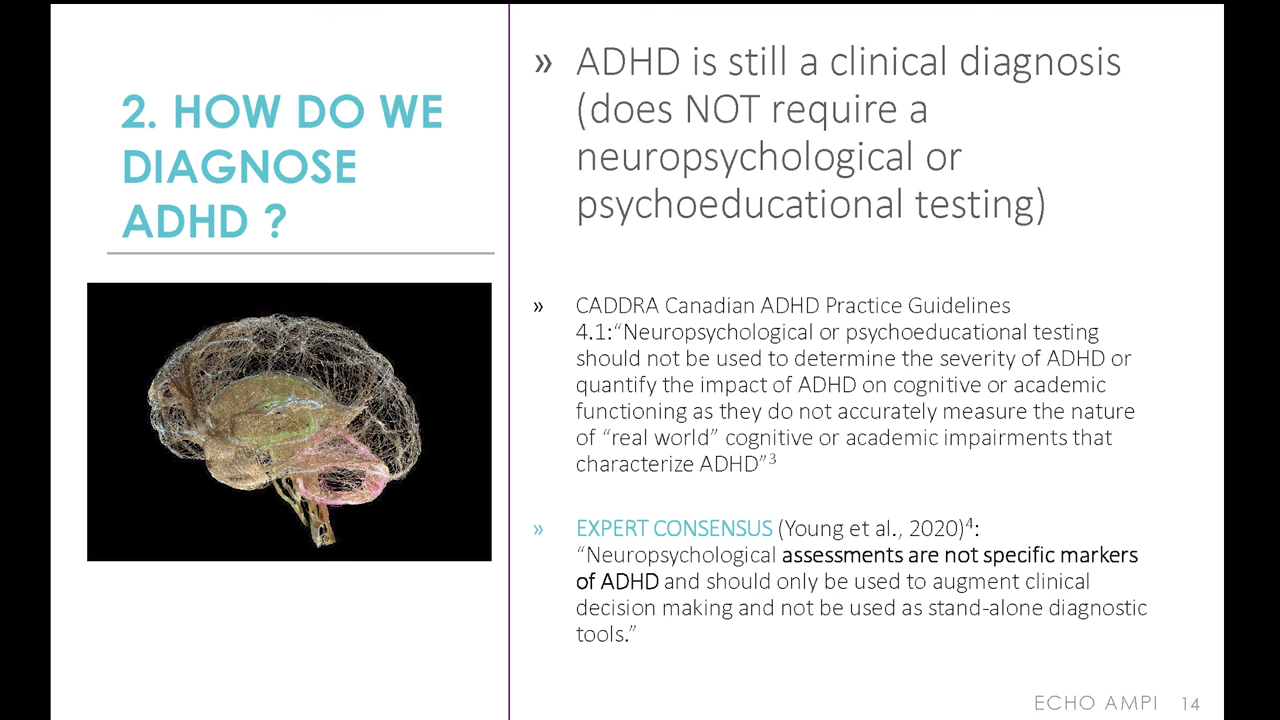 2. HOW DO WE
DIAGNOSE
ADHD ?
» ADHD is still a clinical diagnosis
(does NOT require a
neuropsychological or
psychoeducational testing)
» CADDRA Canadian ADHD Practice Guidelines
4.1:“Neuropsychological or psychoeducational testing
should not be used to determine the severity of ADHD or
quantify the impact of ADHD on cognitive or academic
functioning as they do not accurately measure the nature
of “real world” cognitive or academic impairments that
characterize ADHD”³
» EXPERT CONSENSUS (Young et al., 2020)⁴:
“Neuropsychological assessments are not specific markers
of ADHD and should only be used to augment clinical
decision making and not be used as stand-alone diagnostic
tools.”
ECHO AMPI 14